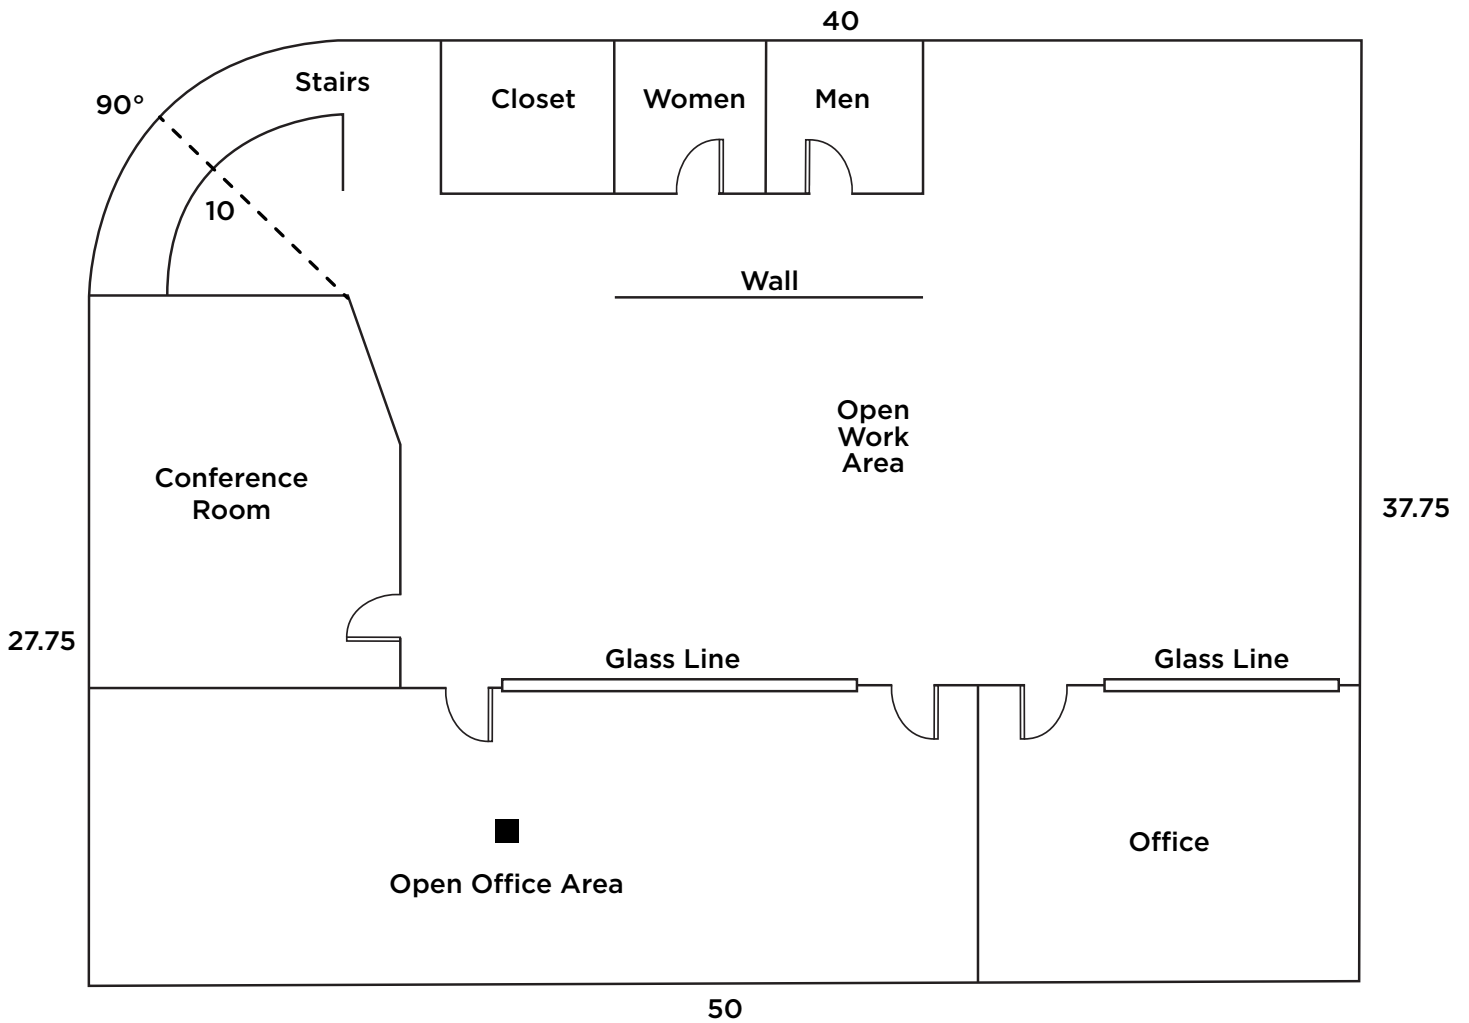 40
Stairs
90°
Closet
Women
Men
10
Wall
Open
Work
Area
Conference
Room
37.75
27.75
Glass Line
Glass Line
Office
Open Office Area
50